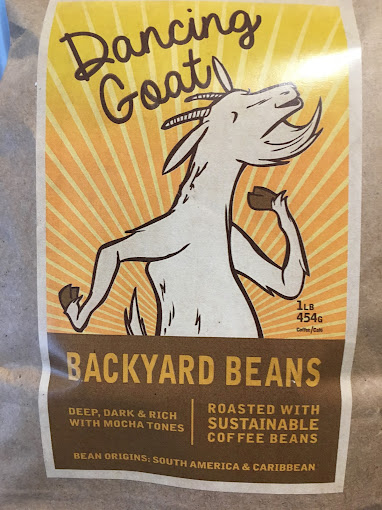 Dancing
Goat
1LB
454G
Coffee/Café
BACKYARD BEANS
DEEP, DARK & RICH
WITH MOCHA TONES
ROASTED WITH
SUSTAINABLE
COFFEE BEANS
BEAN ORIGINS: SOUTH AMERICA & CARIBBEAN